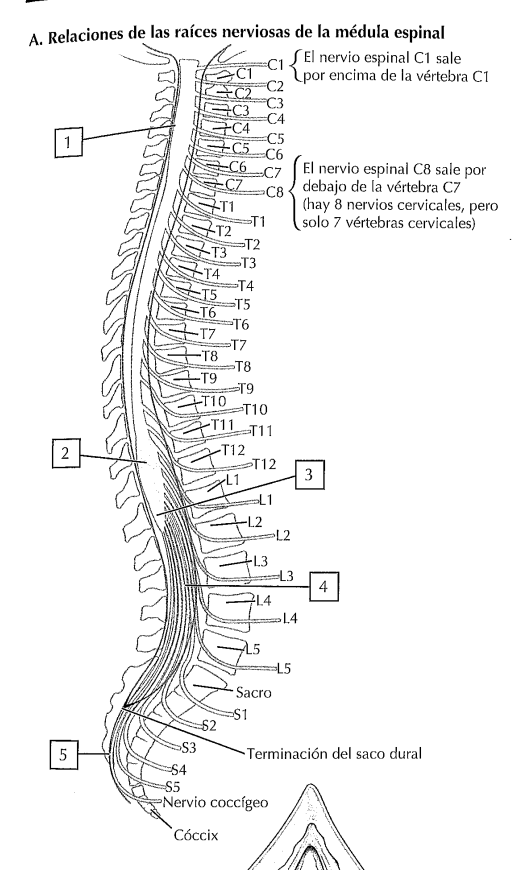 A. Relaciones de las raíces nerviosas de la médula espinal
C1
El nervio espinal C1 sale
por encima de la vértebra C1
C1
C2
C2
C3
C3
C4
C4
C5
C5
C6
1
C6
C7
C7
C8
El nervio espinal C8 sale por
debajo de la vértebra C7
(hay 8 nervios cervicales, pero
solo 7 vértebras cervicales)
T1
T1
T2
T2
T3
T3
T4
T4
T5
T5
T6
T6
T7
T7
T8
T8
T9
T9
T10
T10
T11
T11
T12
T12
2
3
L1
L1
L2
L2
L3
L3
4
L4
L4
L5
L5
Sacro
S1
S2
S3
Terminación del saco dural
5
S4
S5
Nervio coccígeo
Cóccix